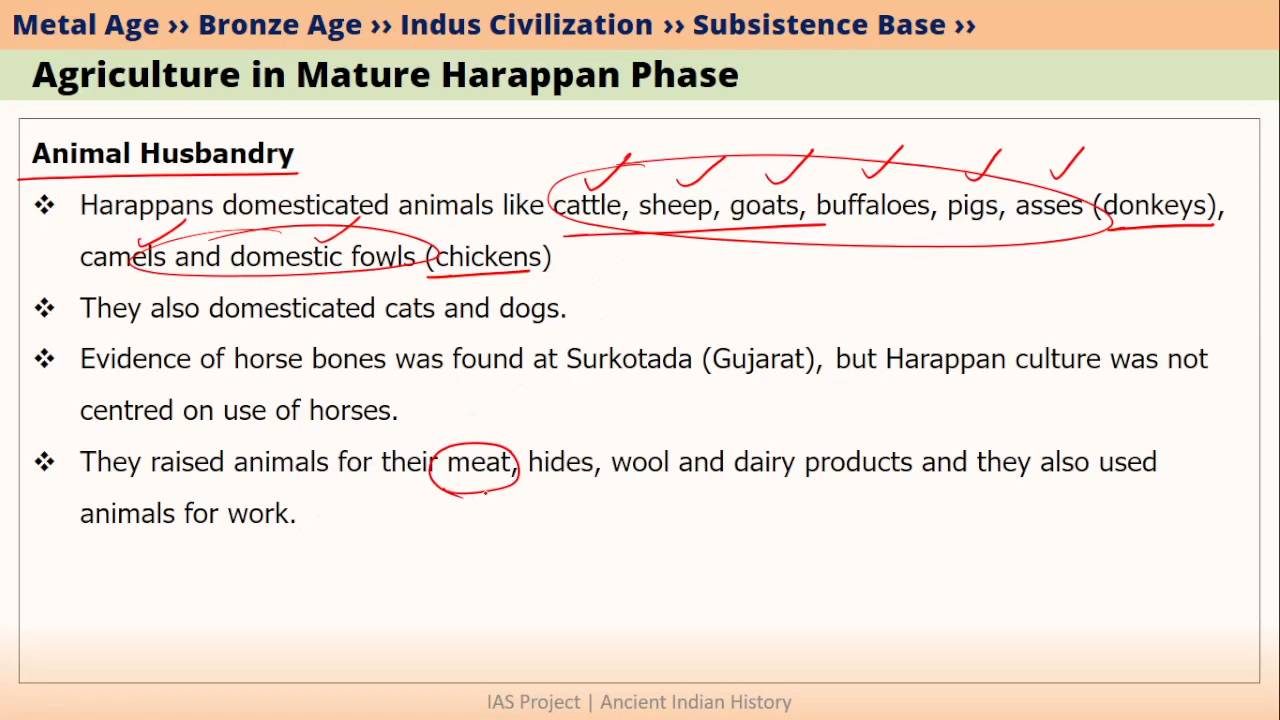 Metal Age ›› Bronze Age ›› Indus Civilization ›› Subsistence Base ››
Agriculture in Mature Harappan Phase
Animal Husbandry
❖ Harappans domesticated animals like cattle, sheep, goats, buffaloes, pigs, asses (donkeys),
camels and domestic fowls (chickens)
❖ They also domesticated cats and dogs.
❖ Evidence of horse bones was found at Surkotada (Gujarat), but Harappan culture was not
centred on use of horses.
❖ They raised animals for their meat, hides, wool and dairy products and they also used
animals for work.
IAS Project | Ancient Indian History